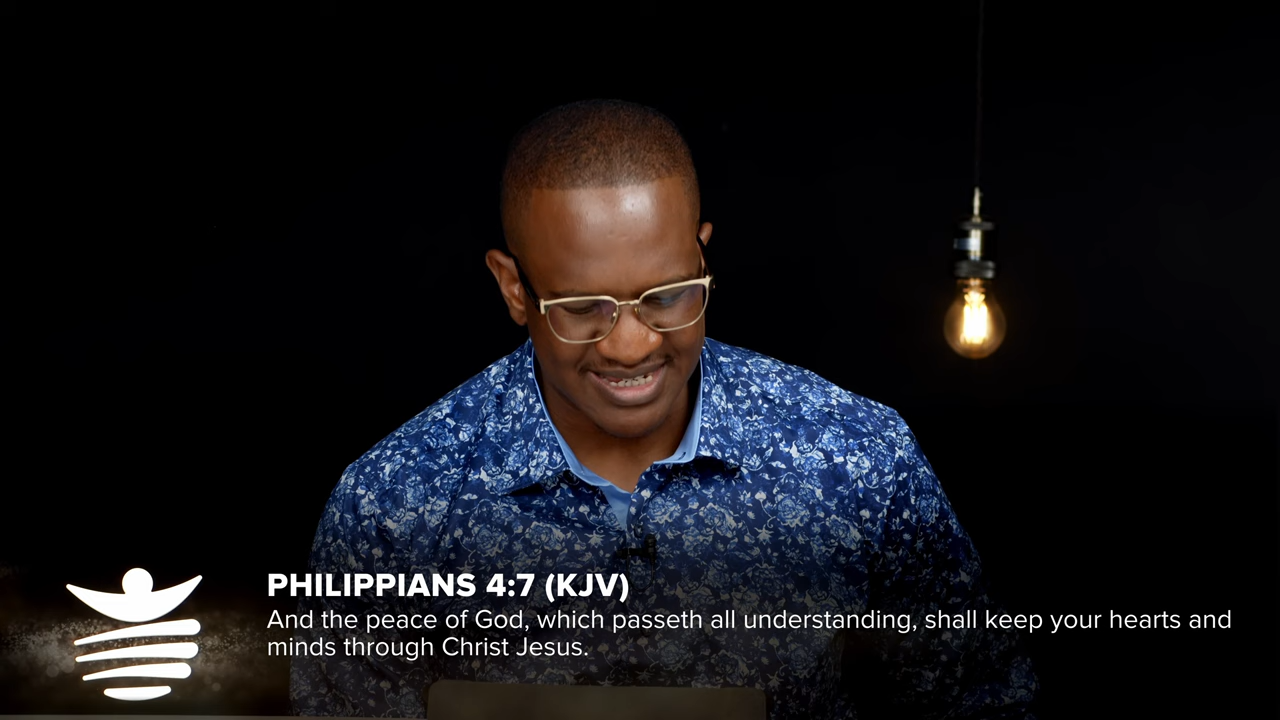 PHILIPPIANS 4:7 (KJV)
And the peace of God, which passeth all understanding, shall keep your hearts and
minds through Christ Jesus.